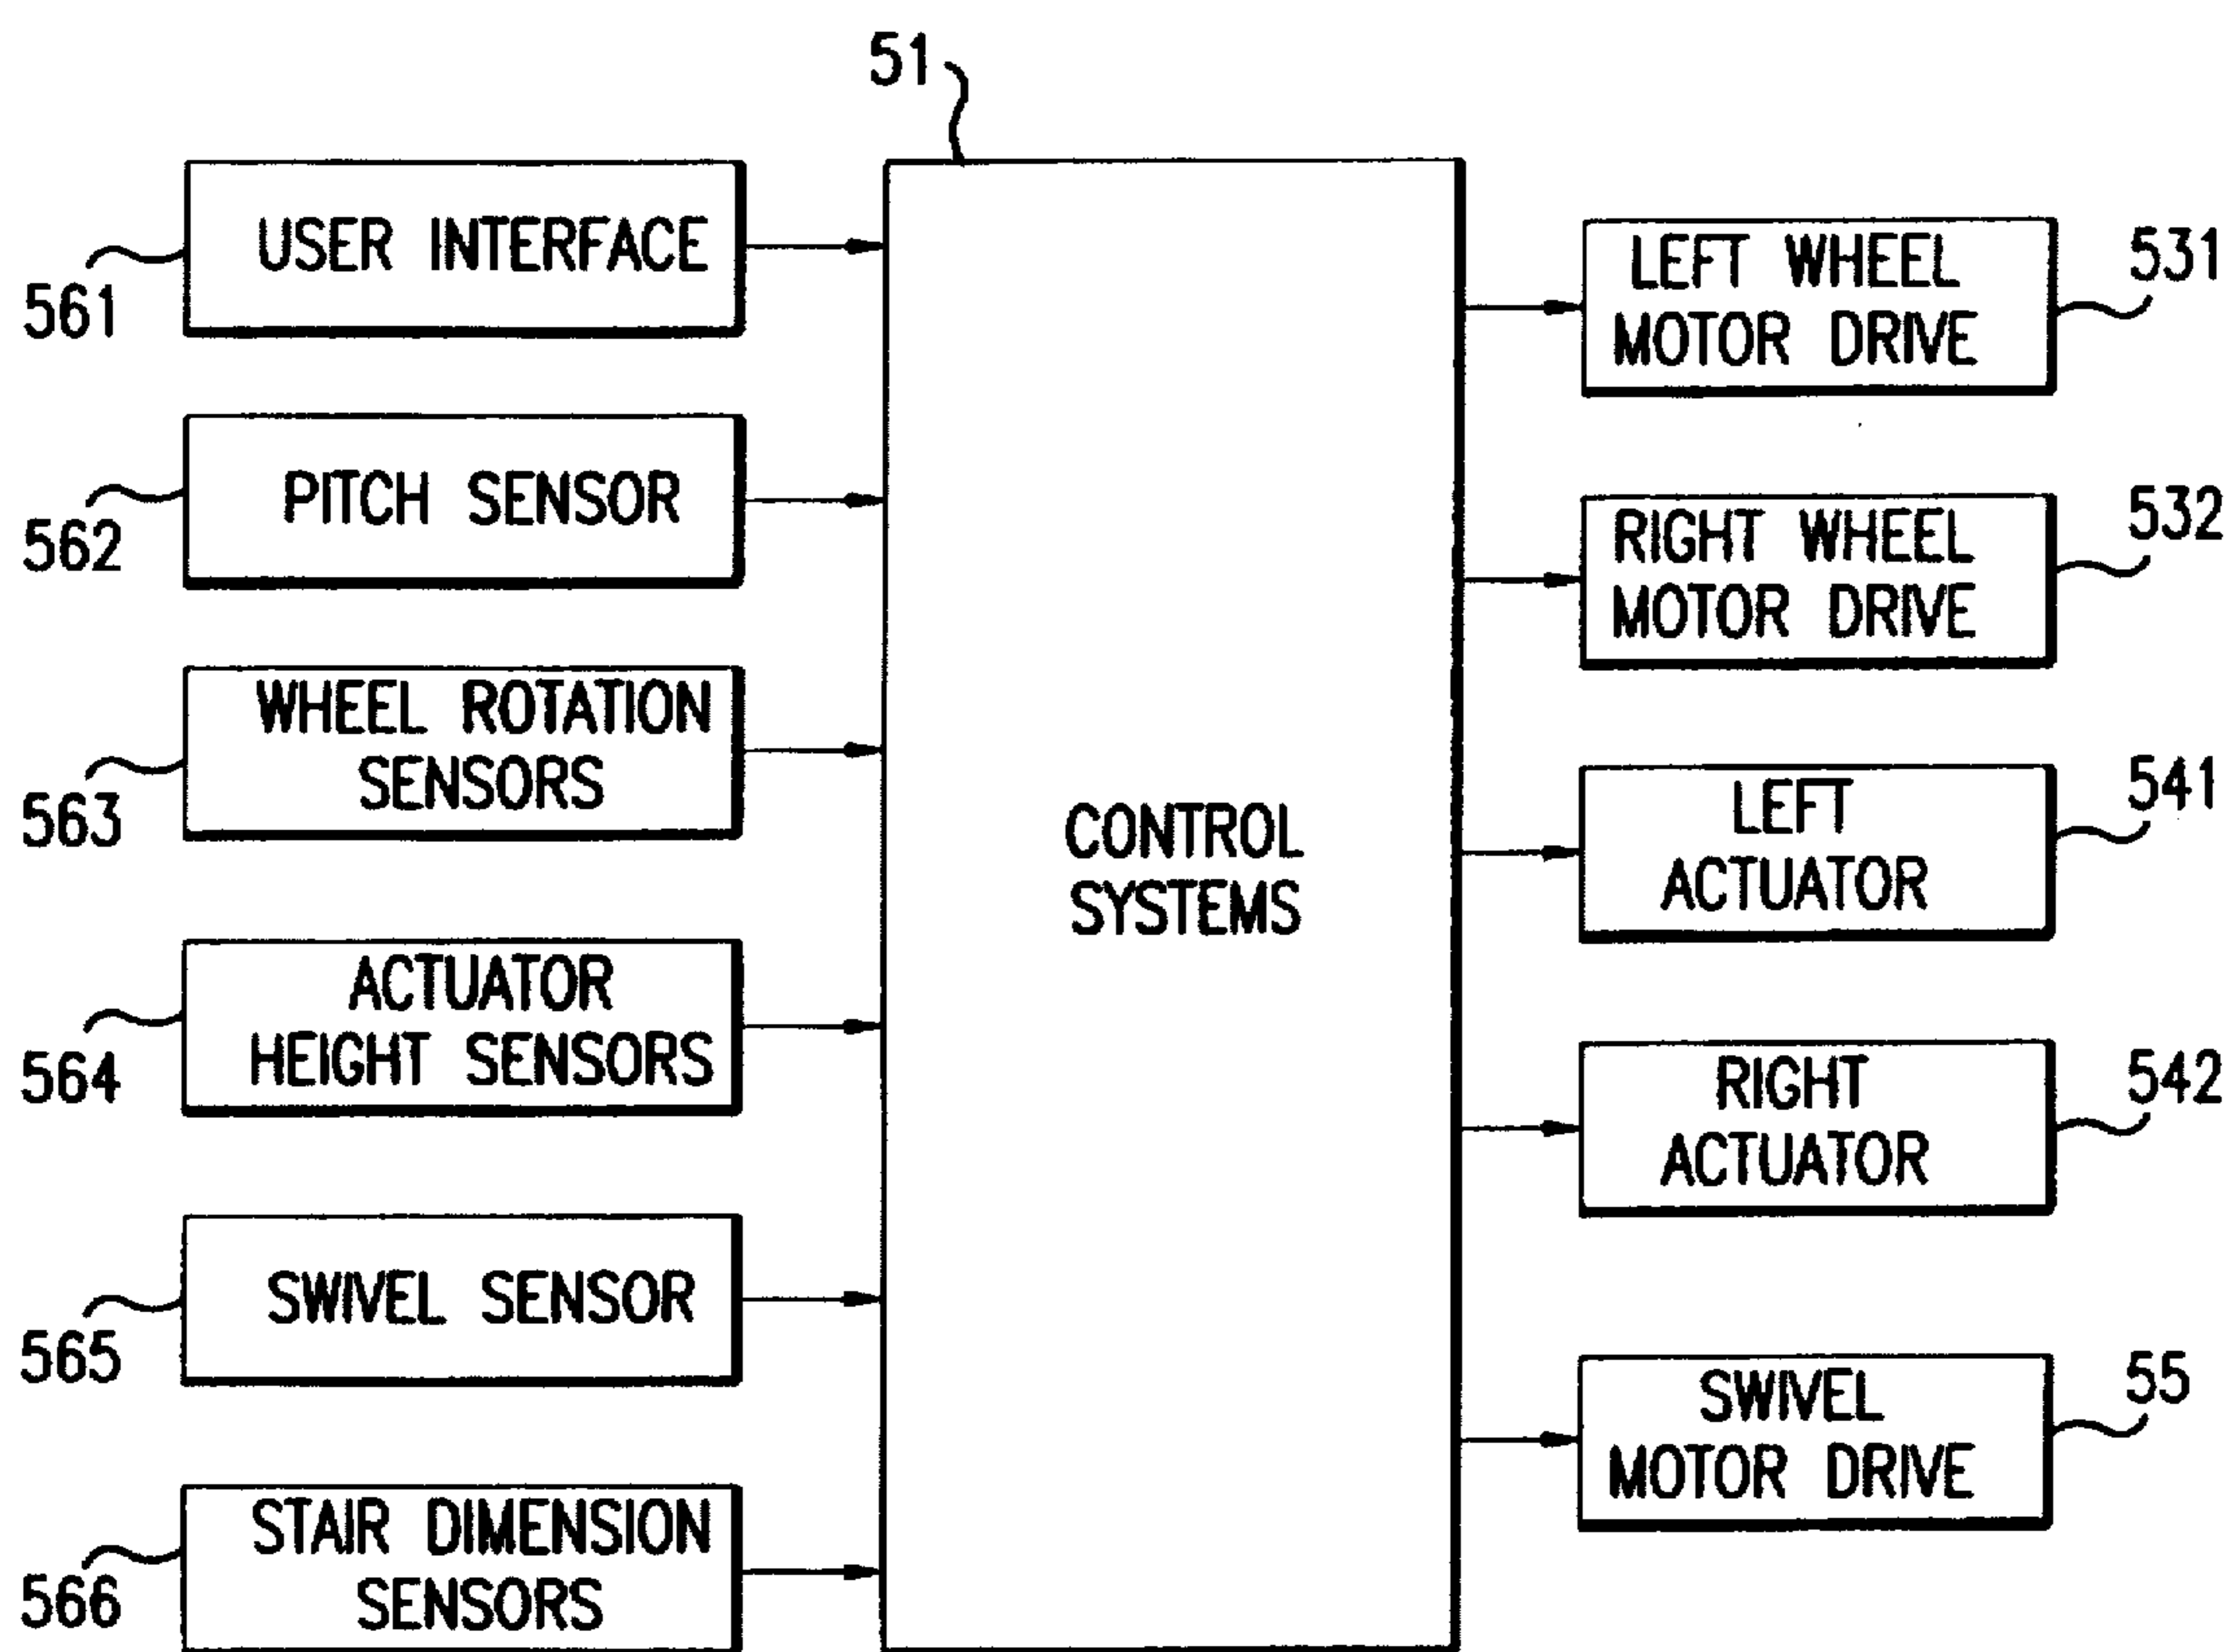 51
USER INTERFACE
561
PITCH SENSOR
562
WHEEL ROTATION
SENSORS
563
ACTUATOR
HEIGHT SENSORS
564
SWIVEL SENSOR
565
STAIR DIMENSION
SENSORS
566
CONTROL
SYSTEMS
LEFT WHEEL
MOTOR DRIVE
531
RIGHT WHEEL
MOTOR DRIVE
532
LEFT
ACTUATOR
541
RIGHT
ACTUATOR
542
SWIVEL
MOTOR DRIVE
55